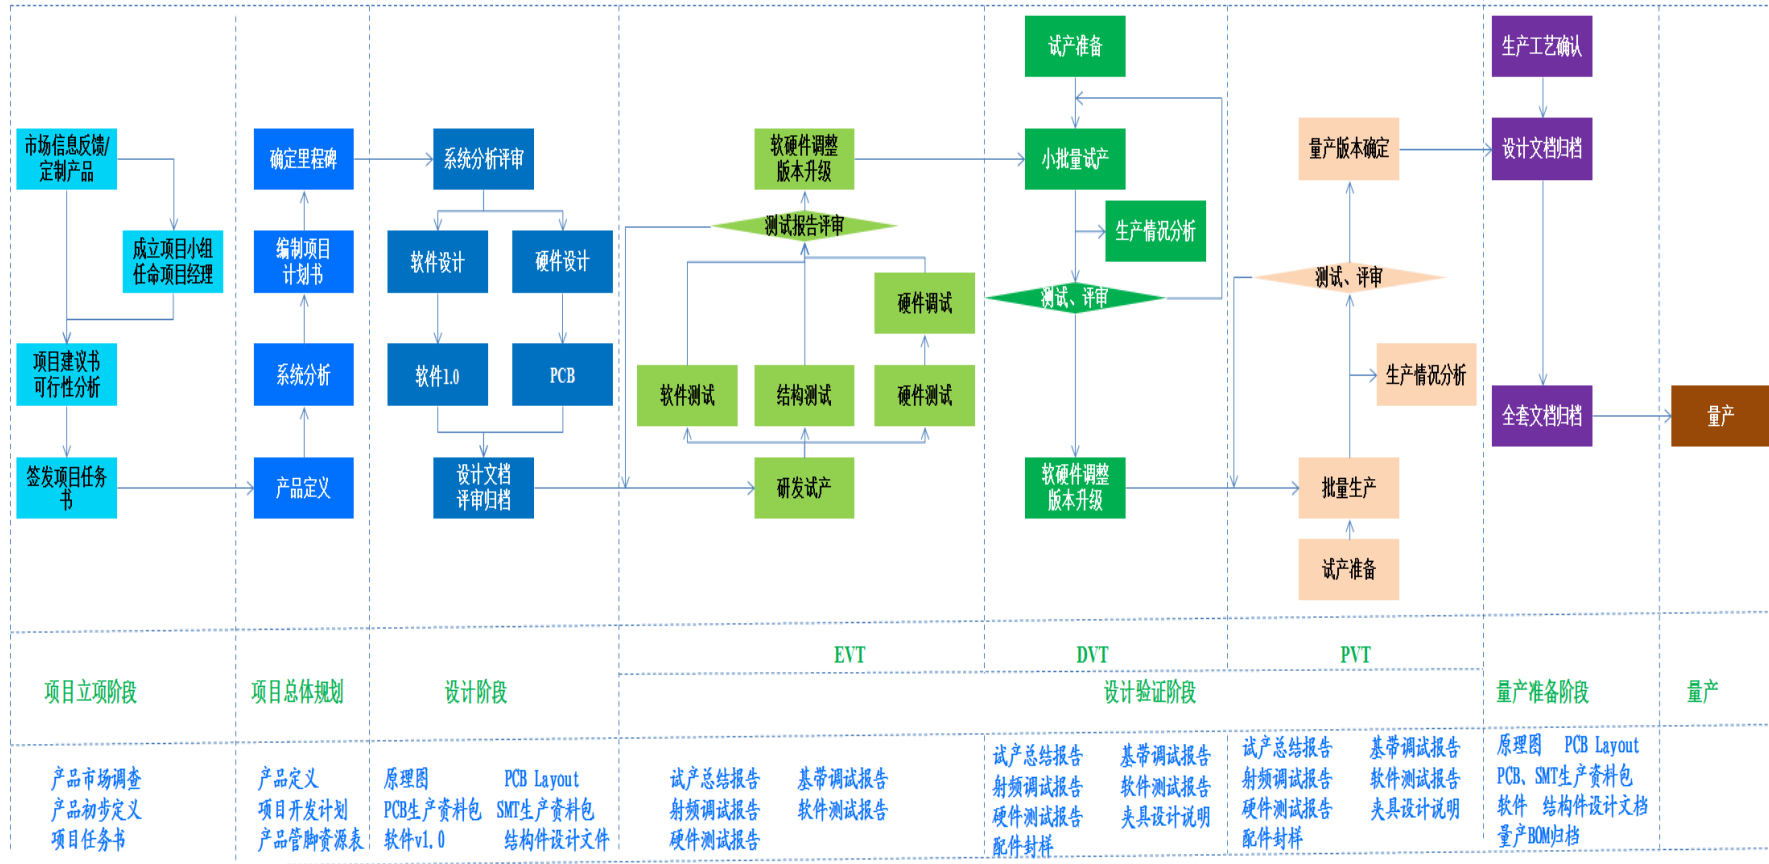 市场信息反馈/
定制产品
成立项目小组
任命项目经理
项目建议书
可行性分析
签发项目任务
书
确定里程碑
编制项目
计划书
系统分析
产品定义
系统分析评审
软件设计
硬件设计
软件1.0
PCB
设计文档
评审归档
软硬件调整
版本升级
测试报告评审
硬件调试
软件测试
结构测试
硬件测试
研发试产
试产准备
小批量试产
生产情况分析
测试、评审
软硬件调整
版本升级
量产版本确定
测试、评审
生产情况分析
批量生产
试产准备
生产工艺确认
设计文档归档
全套文档归档
量产
EVT
DVT
PVT
项目立项阶段
项目总体规划
设计阶段
设计验证阶段
量产准备阶段
量产
产品市场调查
产品初步定义
项目任务书
产品定义
项目开发计划
产品管脚资源表
原理图 PCB Layout
PCB生产资料包 SMT生产资料包
软件v1.0 结构件设计文件
试产总结报告 基带调试报告
射频调试报告 软件测试报告
硬件测试报告
试产总结报告 基带调试报告
射频调试报告 软件测试报告
硬件测试报告 夹具设计说明
配件封样
试产总结报告 基带调试报告
射频调试报告 软件测试报告
硬件测试报告 夹具设计说明
配件封样
原理图 PCB Layout
PCB、SMT生产资料包
软件 结构件设计文档
量产BOM归档